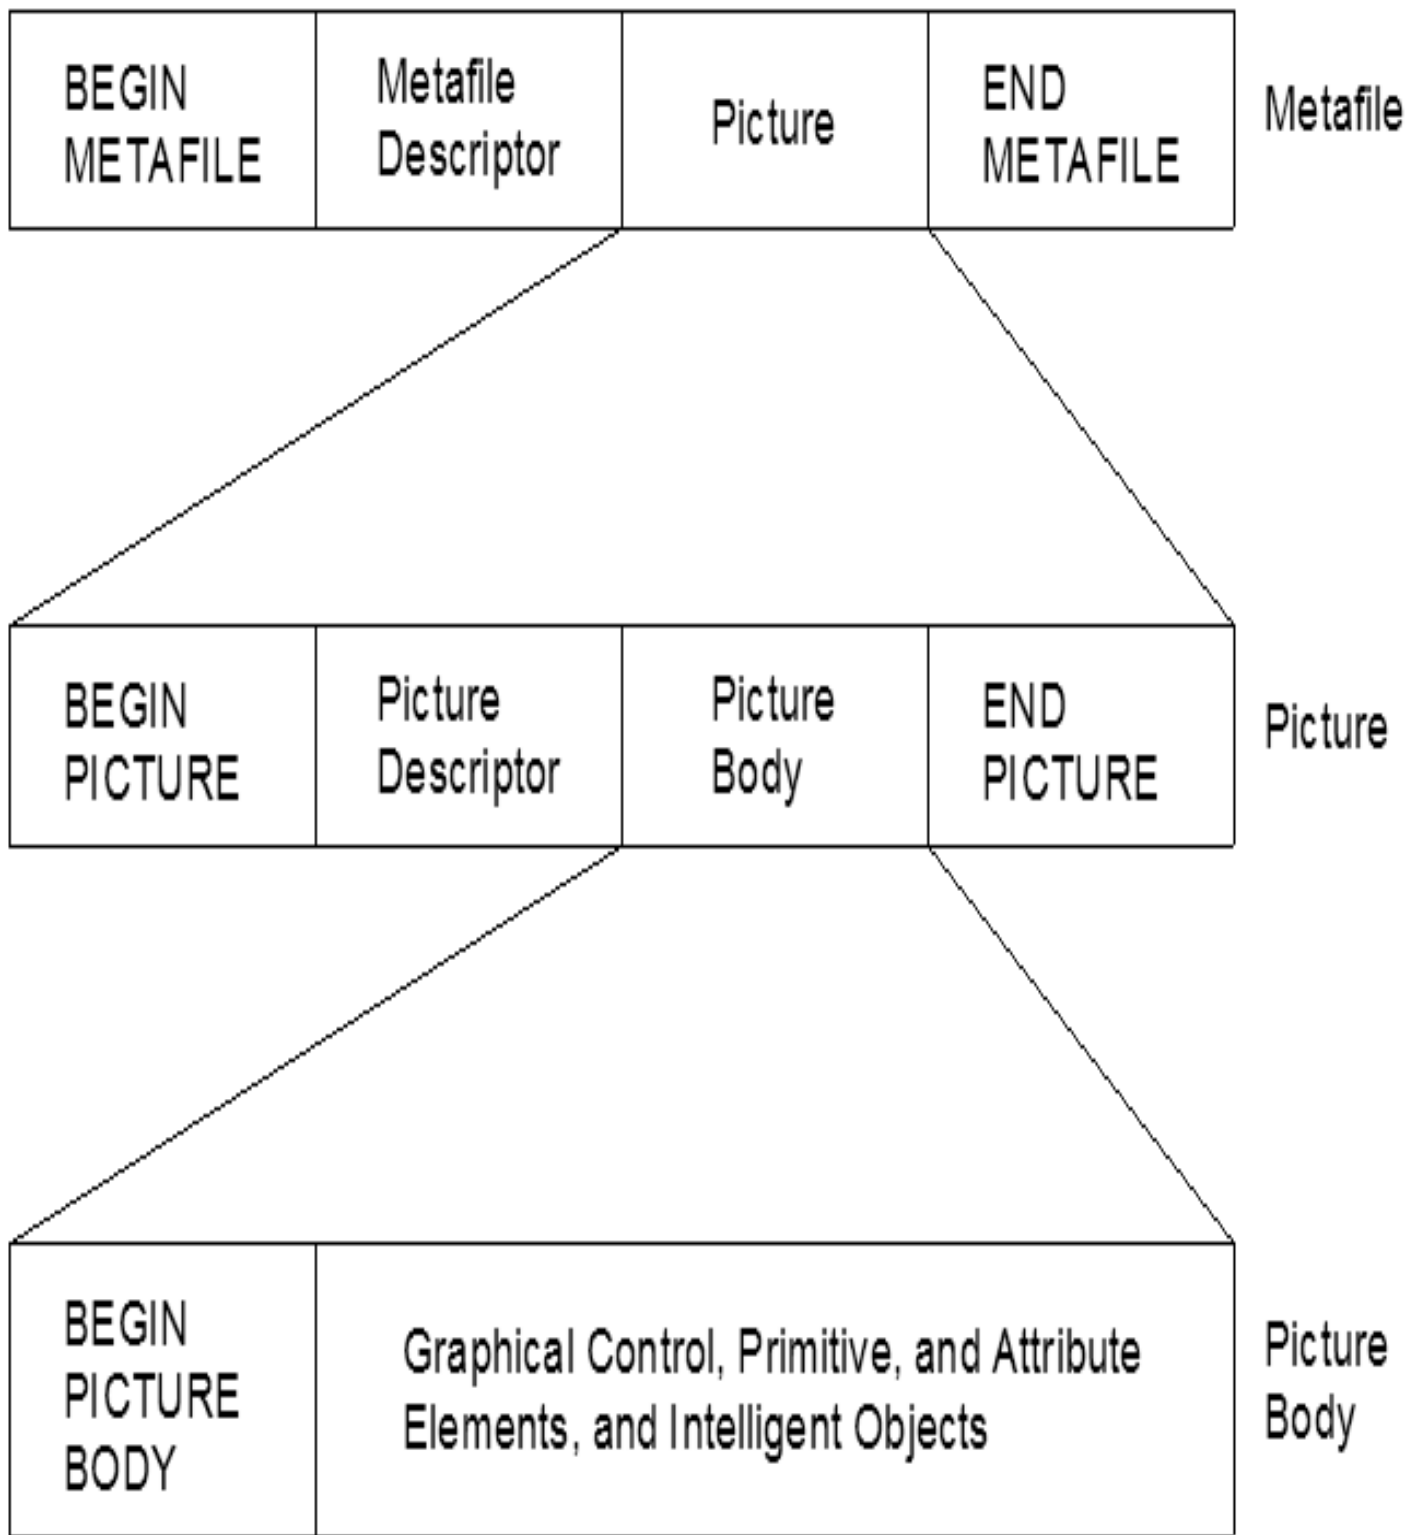 BEGIN
METAFILE
Metafile
Descriptor
Picture
END
METAFILE
Metafile
BEGIN
PICTURE
Picture
Descriptor
Picture
Body
END
PICTURE
Picture
BEGIN
PICTURE
BODY
Graphical Control, Primitive, and Attribute
Elements, and Intelligent Objects
Picture
Body